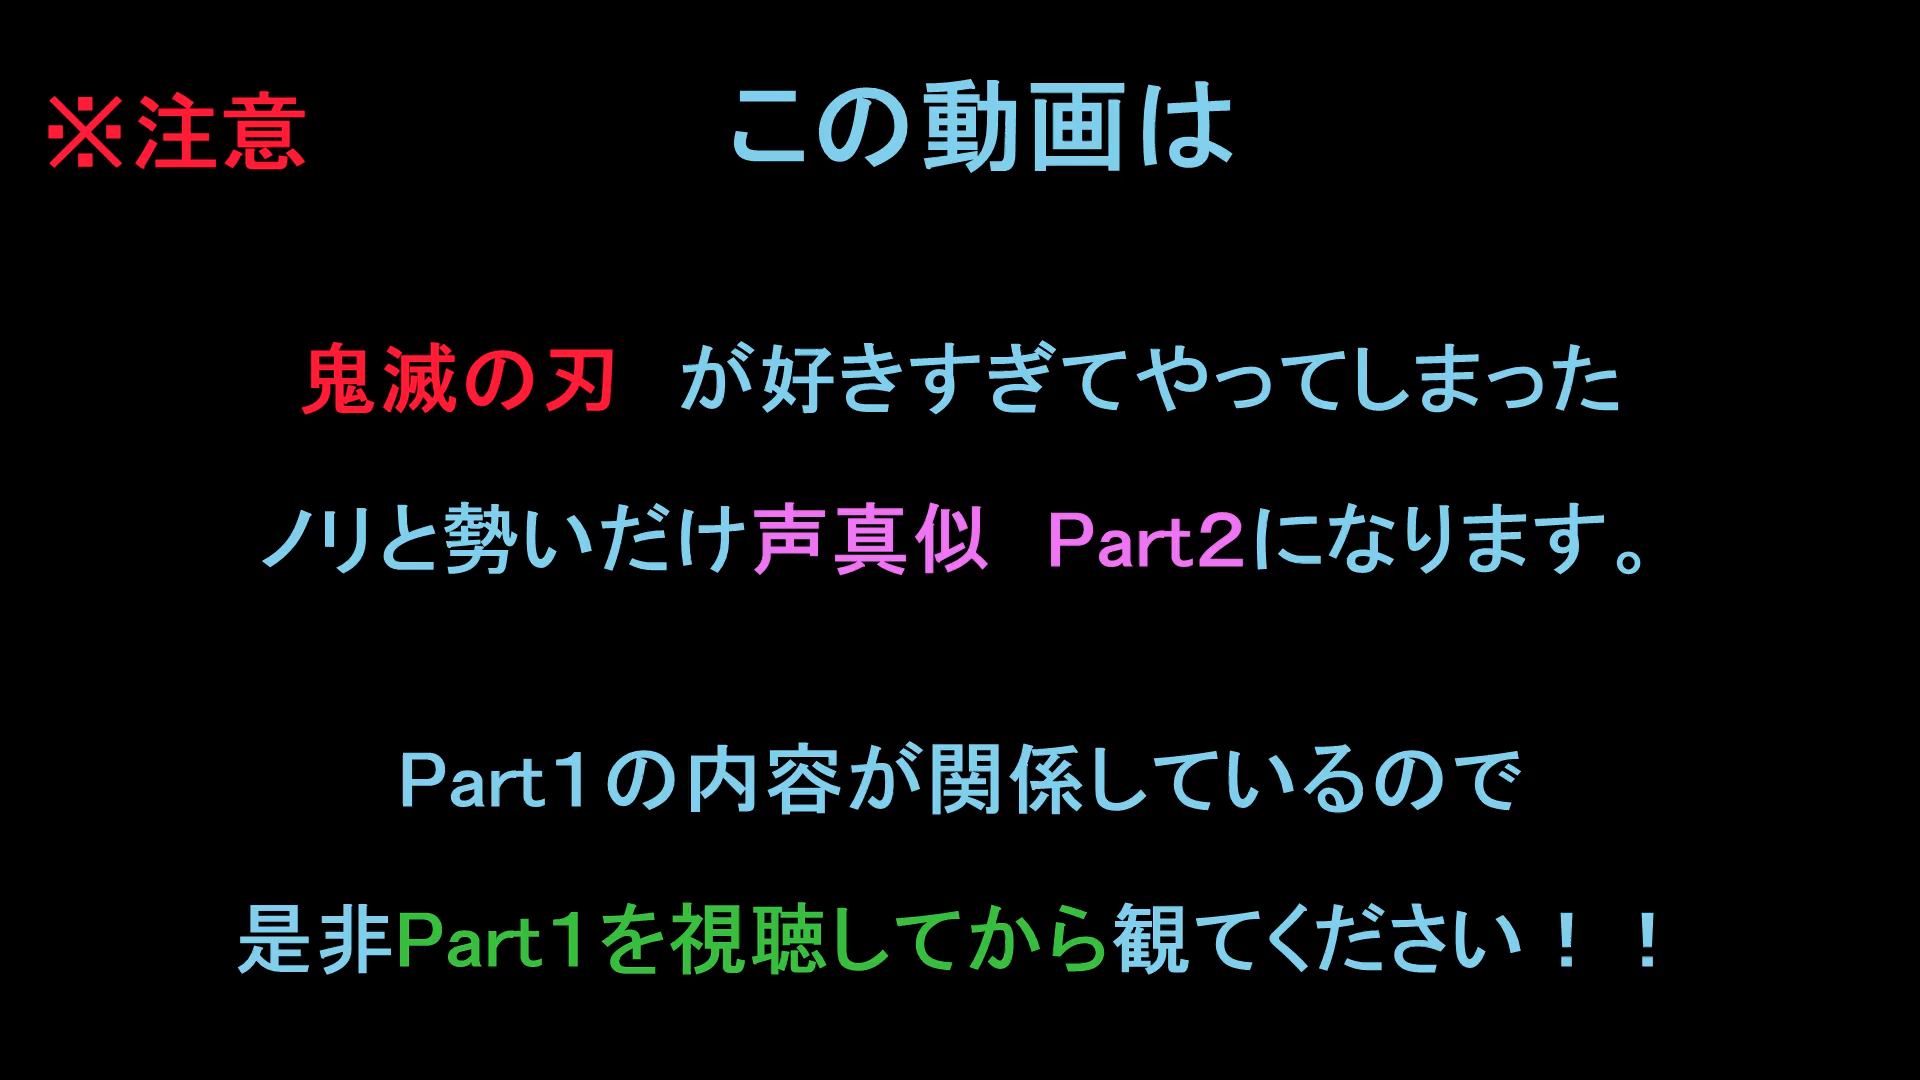 ※注意
この動画は
鬼滅の刃　が好きすぎてやってしまった
ノリと勢いだけ声真似　Part２になります。
Part１の内容が関係しているので
是非Part１を視聴してから観てください！！